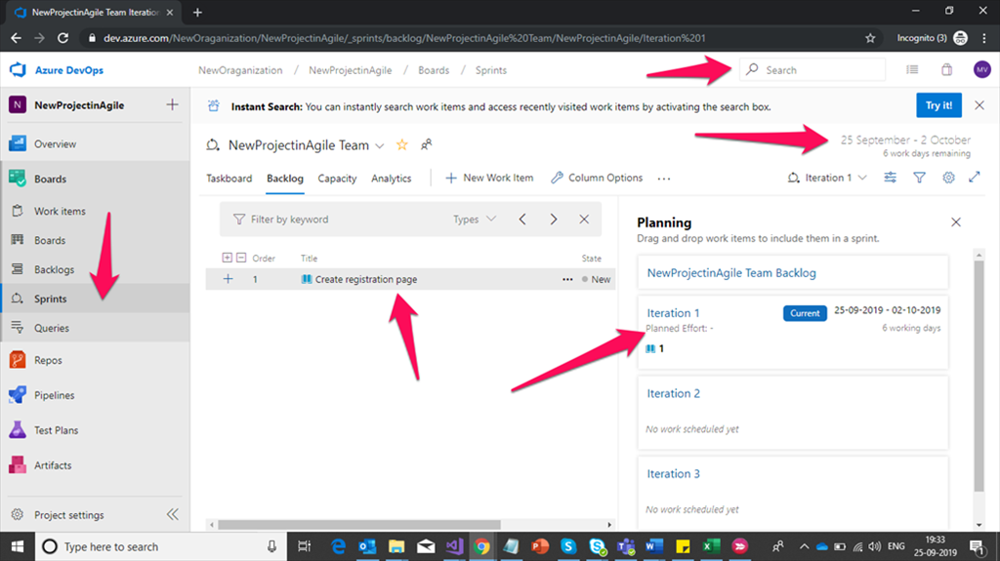 NewProjectinAgile Team Iteration
dev.azure.com/NewOraganization/NewProjectinAgile/_sprints/backlog/NewProjectinAgile%20Team/NewProjectinAgile/Iteration%201
Incognito (3)
Azure DevOps
NewOraganization / NewProjectinAgile / Boards / Sprints
Search
MV
N NewProjectinAgile
Instant Search: You can instantly search work items and access recently visited work items by activating the search box.
Try it!
Overview
Boards
Work items
Boards
Backlogs
Sprints
Queries
Repos
Pipelines
Test Plans
Artifacts
Project settings
NewProjectinAgile Team
25 September - 2 October
6 work days remaining
Taskboard Backlog Capacity Analytics
New Work Item
Column Options
Iteration 1
Filter by keyword
Types
Order Title State
1 Create registration page New
Planning
Drag and drop work items to include them in a sprint.
NewProjectinAgile Team Backlog
Iteration 1 Current 25-09-2019 - 02-10-2019
Planned Effort: - 6 working days
1
Iteration 2
No work scheduled yet
Iteration 3
No work scheduled yet
Type here to search
ENG
19:33
25-09-2019
1